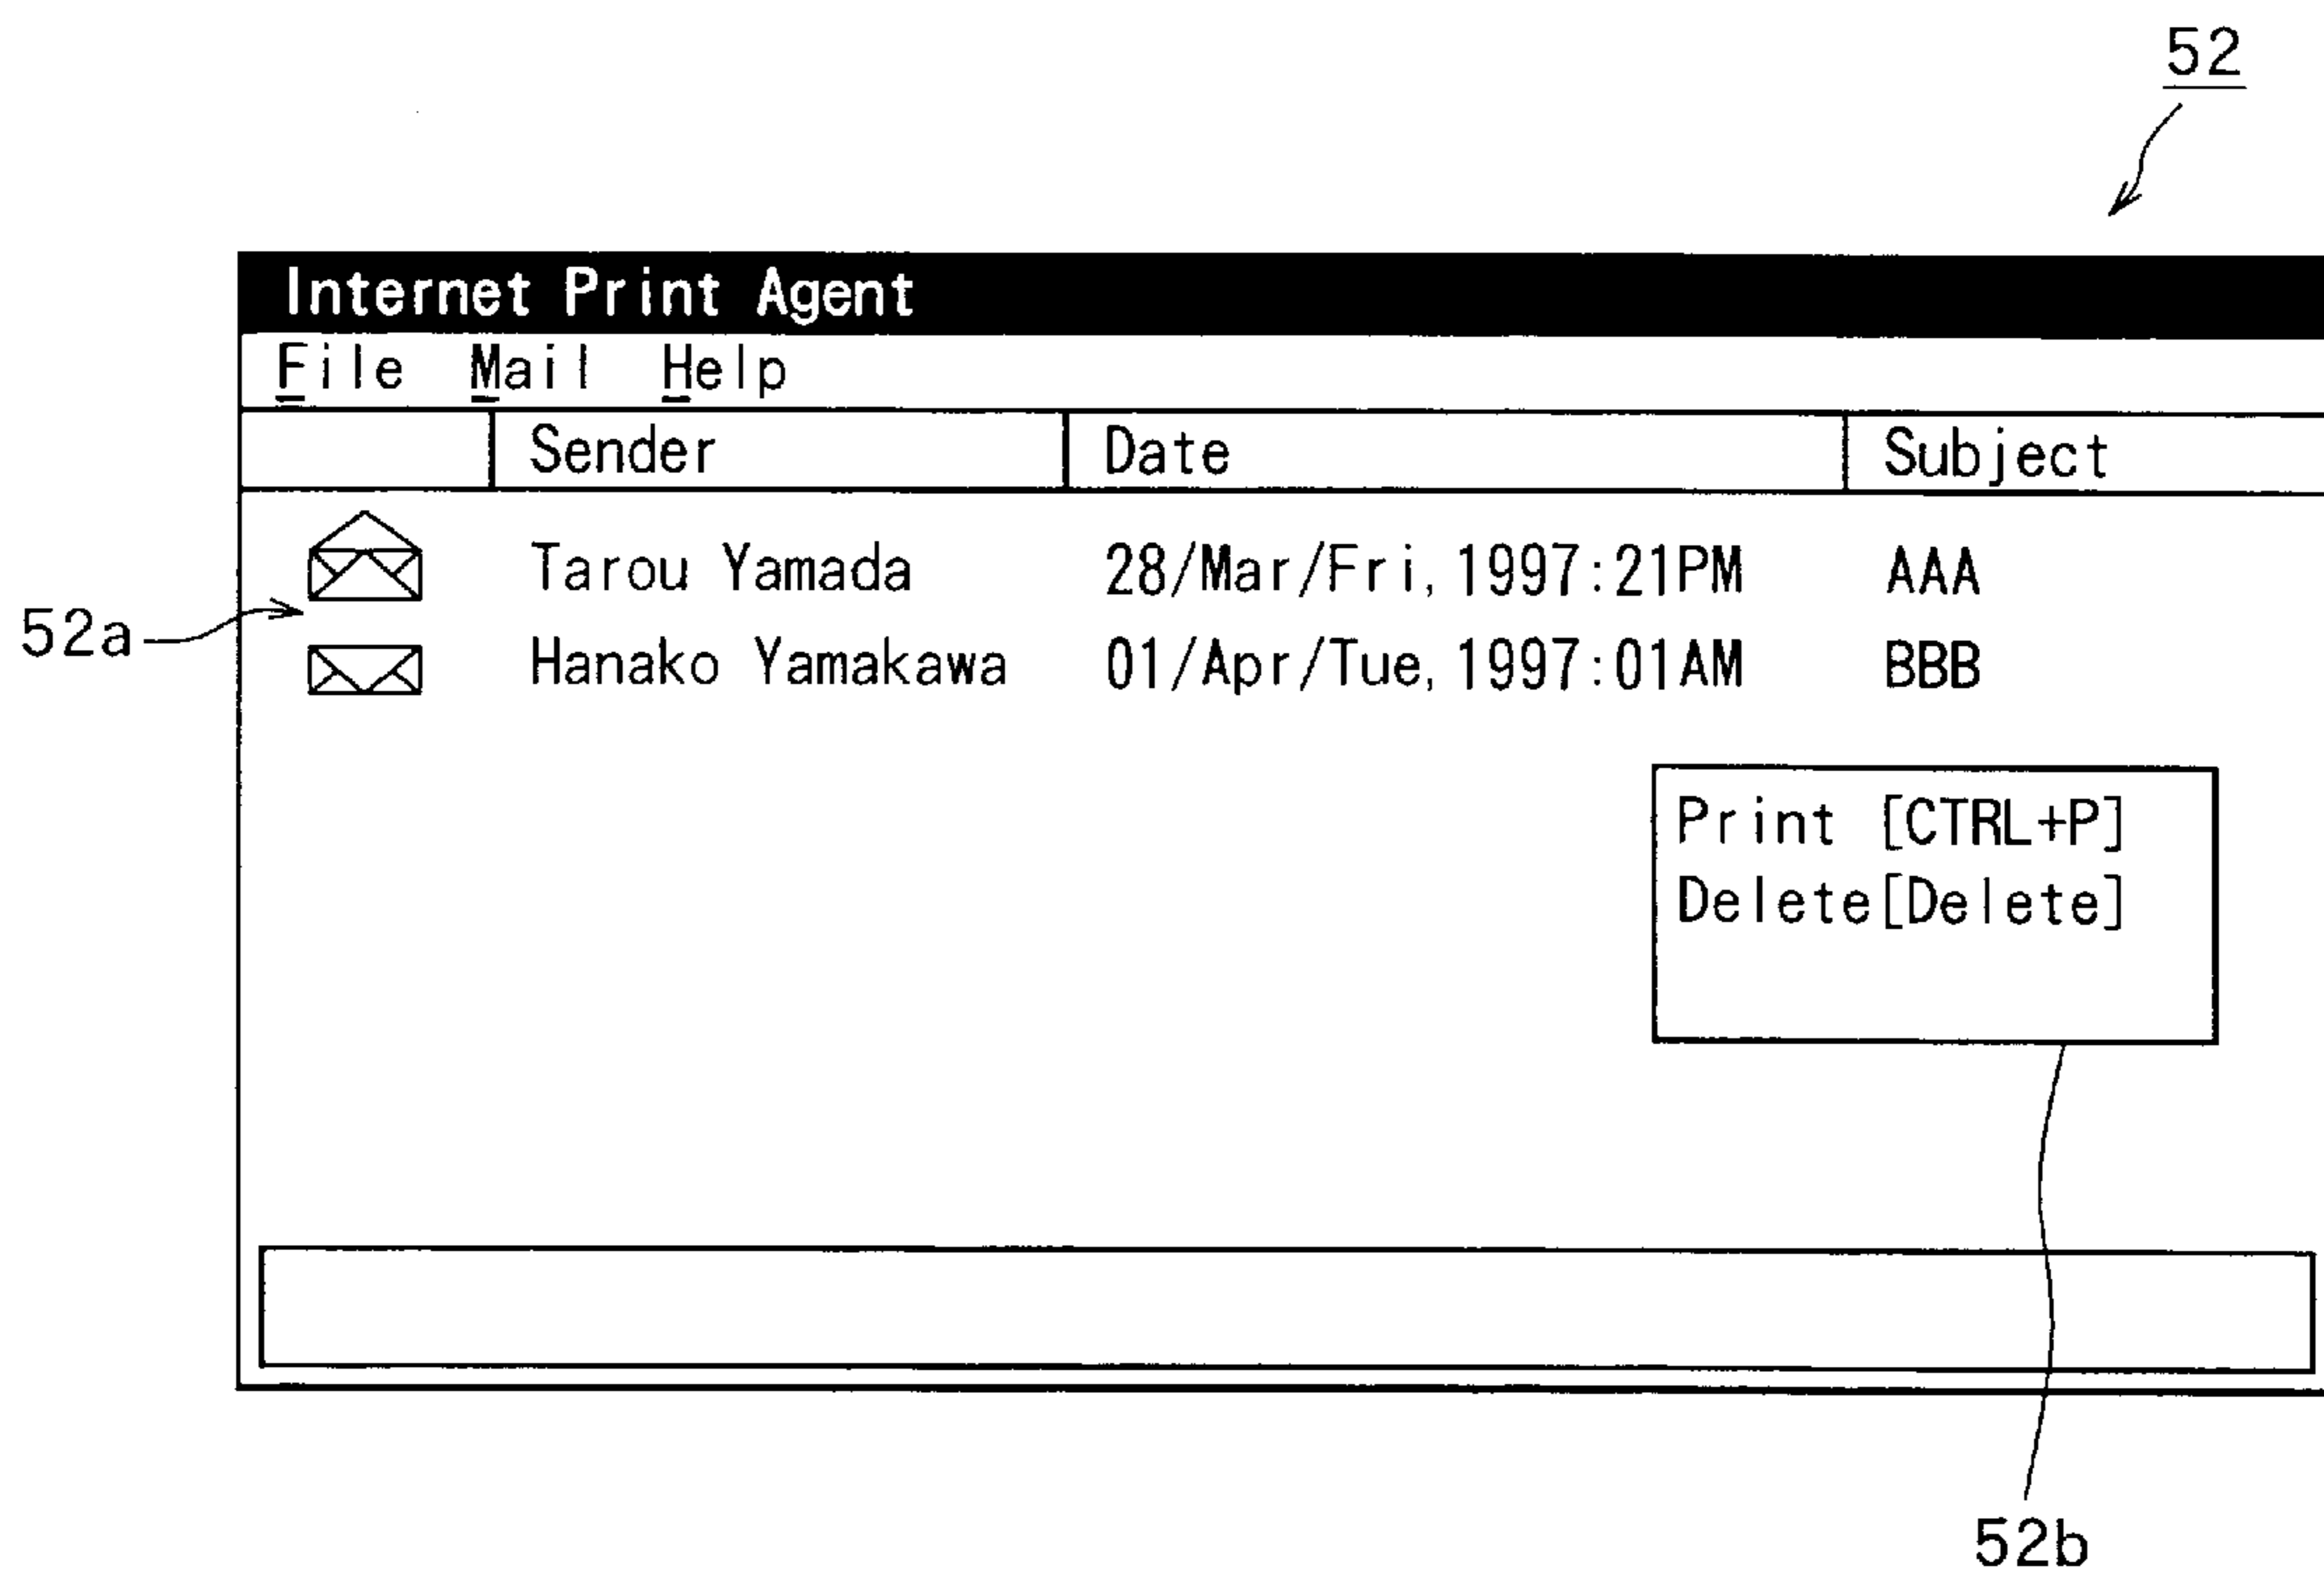 52
Internet Print Agent
File Mail Help
Sender Date Subject
Tarou Yamada 28/Mar/Fri,1997:21PM AAA
52a
Hanako Yamakawa 01/Apr/Tue,1997:01AM BBB
Print [CTRL+P]
Delete[Delete]
52b